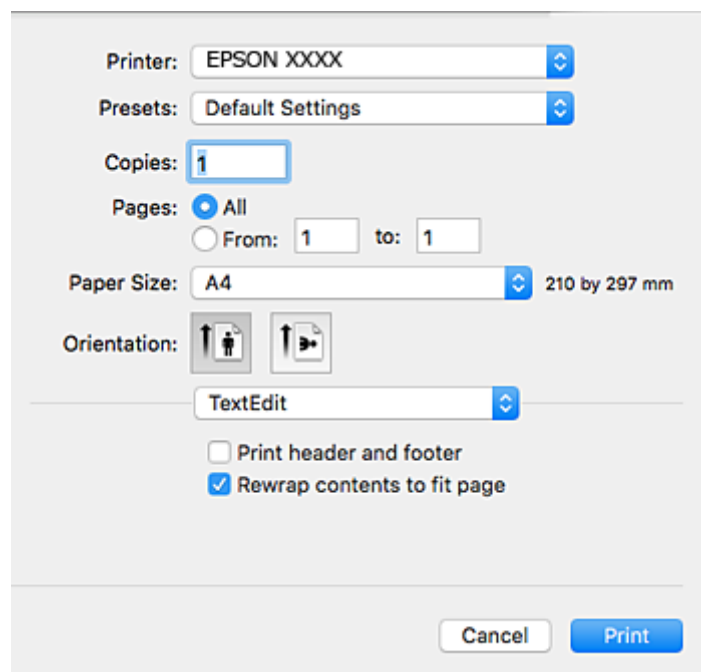 Printer: EPSON XXXX
Presets: Default Settings
Copies: 1
Pages: All
From: 1 to: 1
Paper Size: A4 210 by 297 mm
Orientation:
TextEdit
Print header and footer
Rewrap contents to fit page
Cancel Print